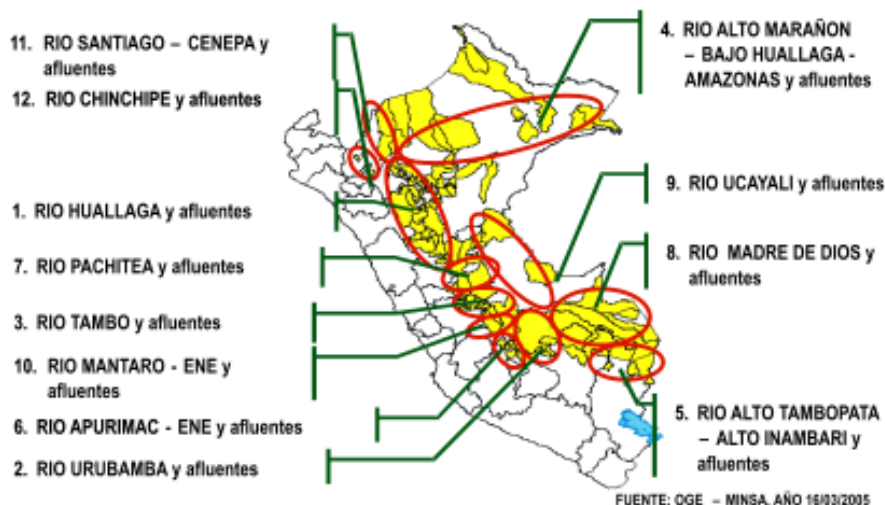 11. RIO SANTIAGO – CENEPA y
afluentes
12. RIO CHINCHIPE y afluentes
1. RIO HUALLAGA y afluentes
7. RIO PACHITEA y afluentes
3. RIO TAMBO y afluentes
10. RIO MANTARO - ENE y
afluentes
6. RIO APURIMAC - ENE y afluentes
2. RIO URUBAMBA y afluentes
4. RIO ALTO MARAÑON
– BAJO HUALLAGA -
AMAZONAS y afluentes
9. RIO UCAYALI y afluentes
8. RIO MADRE DE DIOS y
afluentes
5. RIO ALTO TAMBOPATA
– ALTO INAMBARI y
afluentes
FUENTE: OGE – MINSA. AÑO 16/03/2005